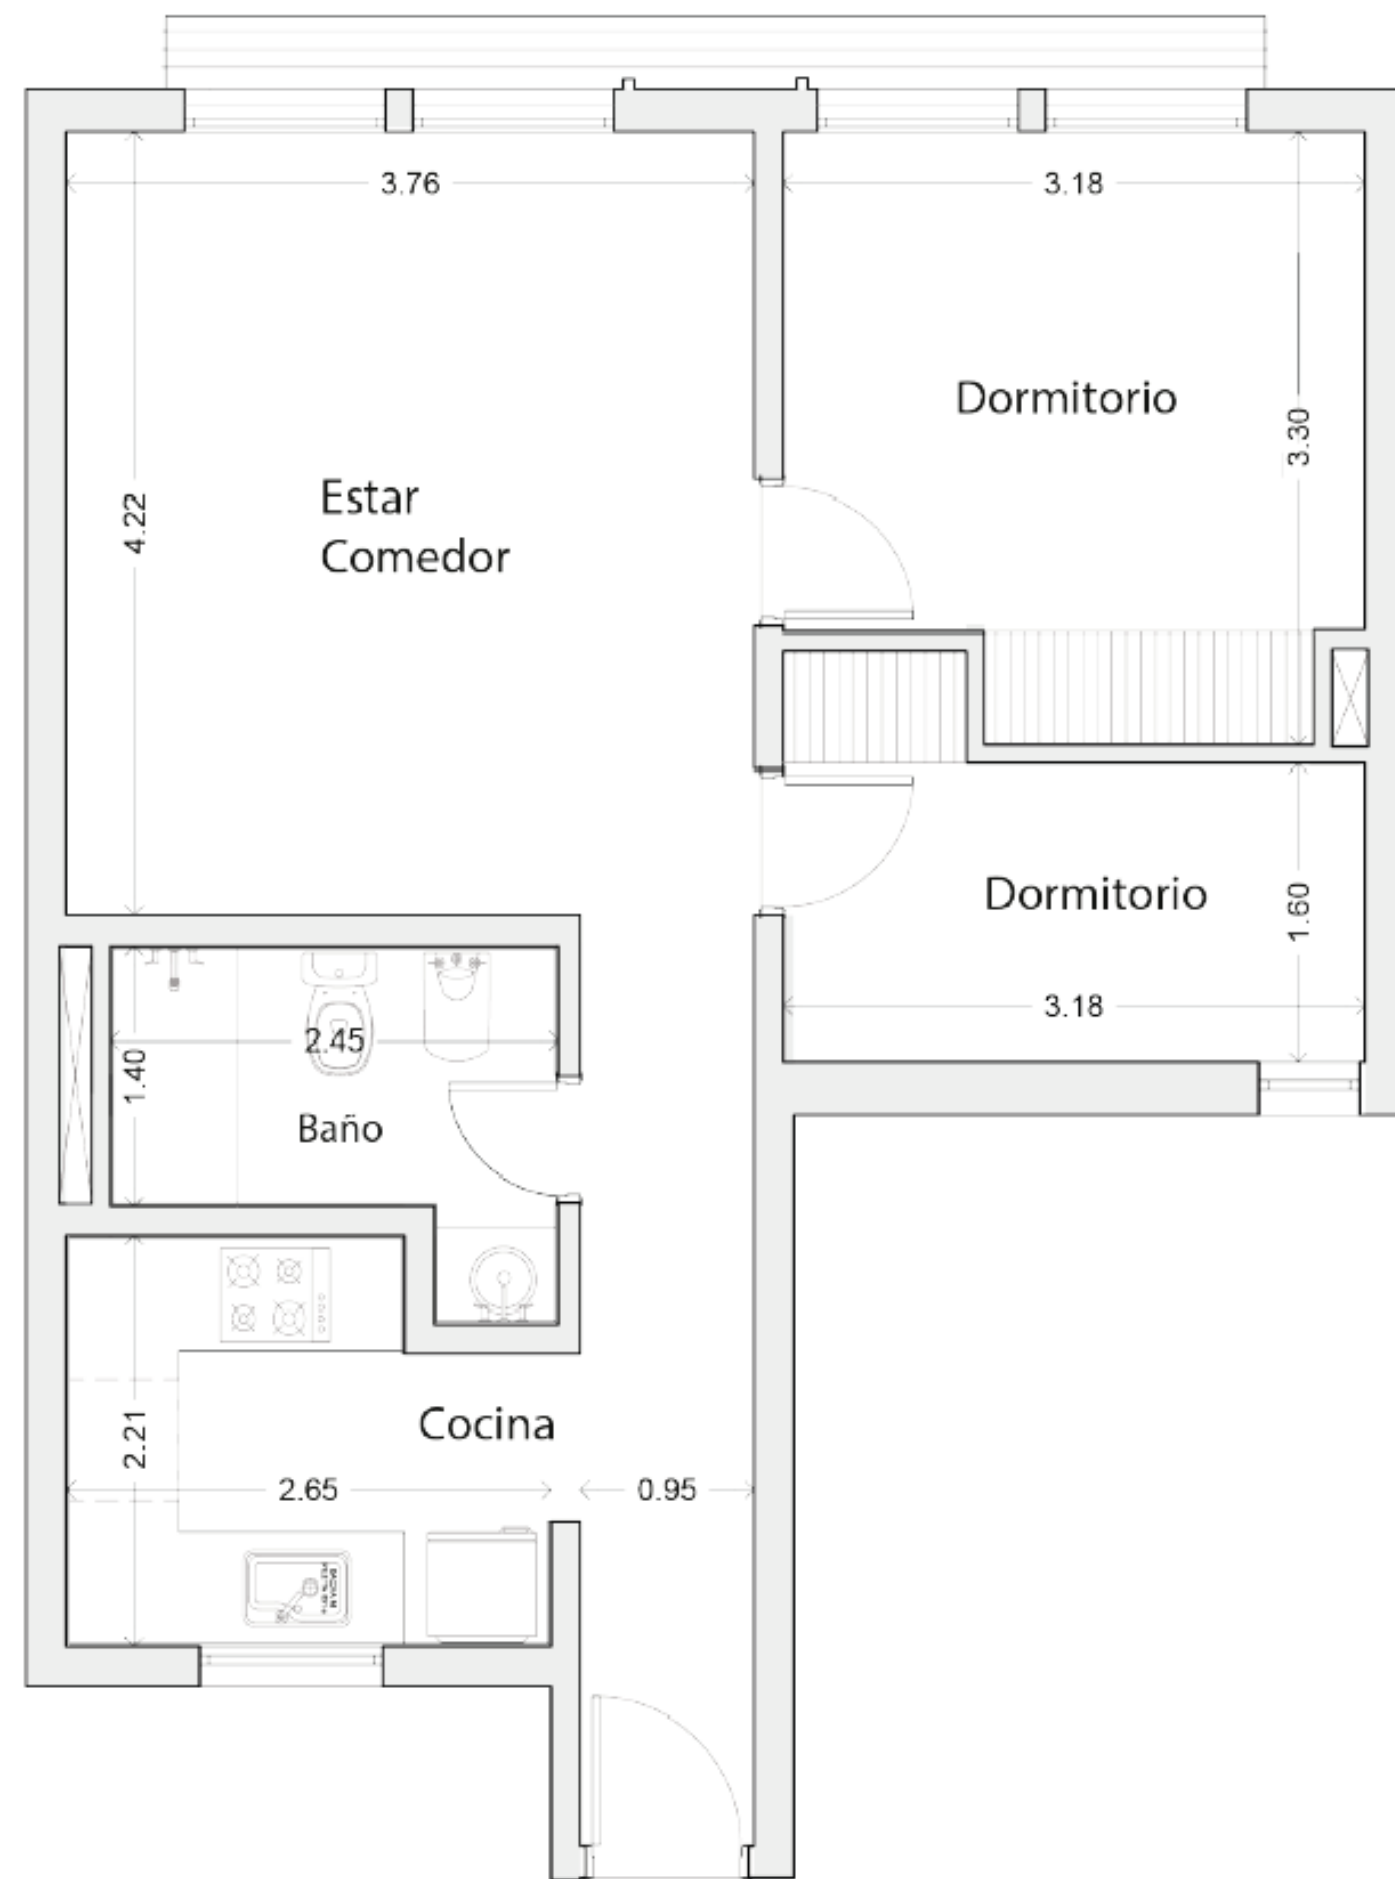 3.76
3.18
Dormitorio
3.30
Estar
Comedor
4.22
Dormitorio
1.60
3.18
2.45
1.40
Baño
Cocina
2.21
2.65
0.95